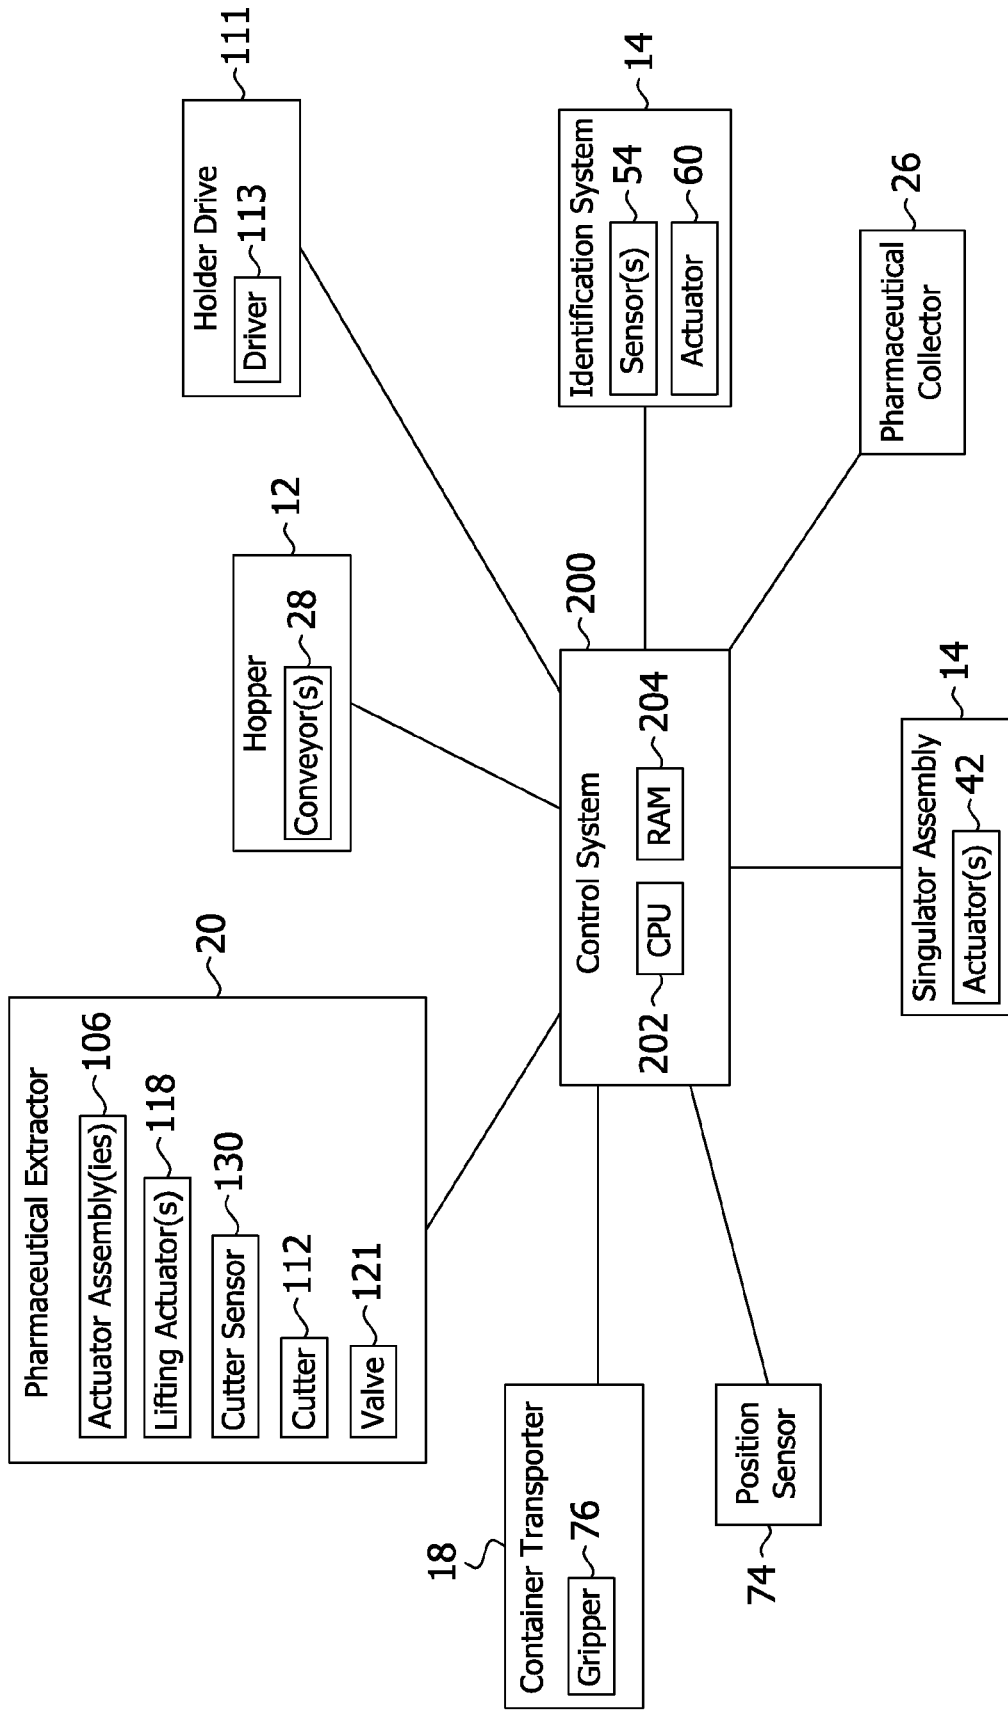 Pharmaceutical Extractor
20
Actuator Assembly(ies)
106
Lifting Actuator(s)
118
Cutter Sensor
130
Cutter
112
Valve
121
Hopper
12
Conveyor(s)
28
Holder Drive
111
Driver
113
Container Transporter
18
Gripper
76
Control System
200
CPU
202
RAM
204
Identification System
14
Sensor(s)
54
Actuator
60
Position
Sensor
74
Singulator Assembly
14
Actuator(s)
42
Pharmaceutical
Collector
26